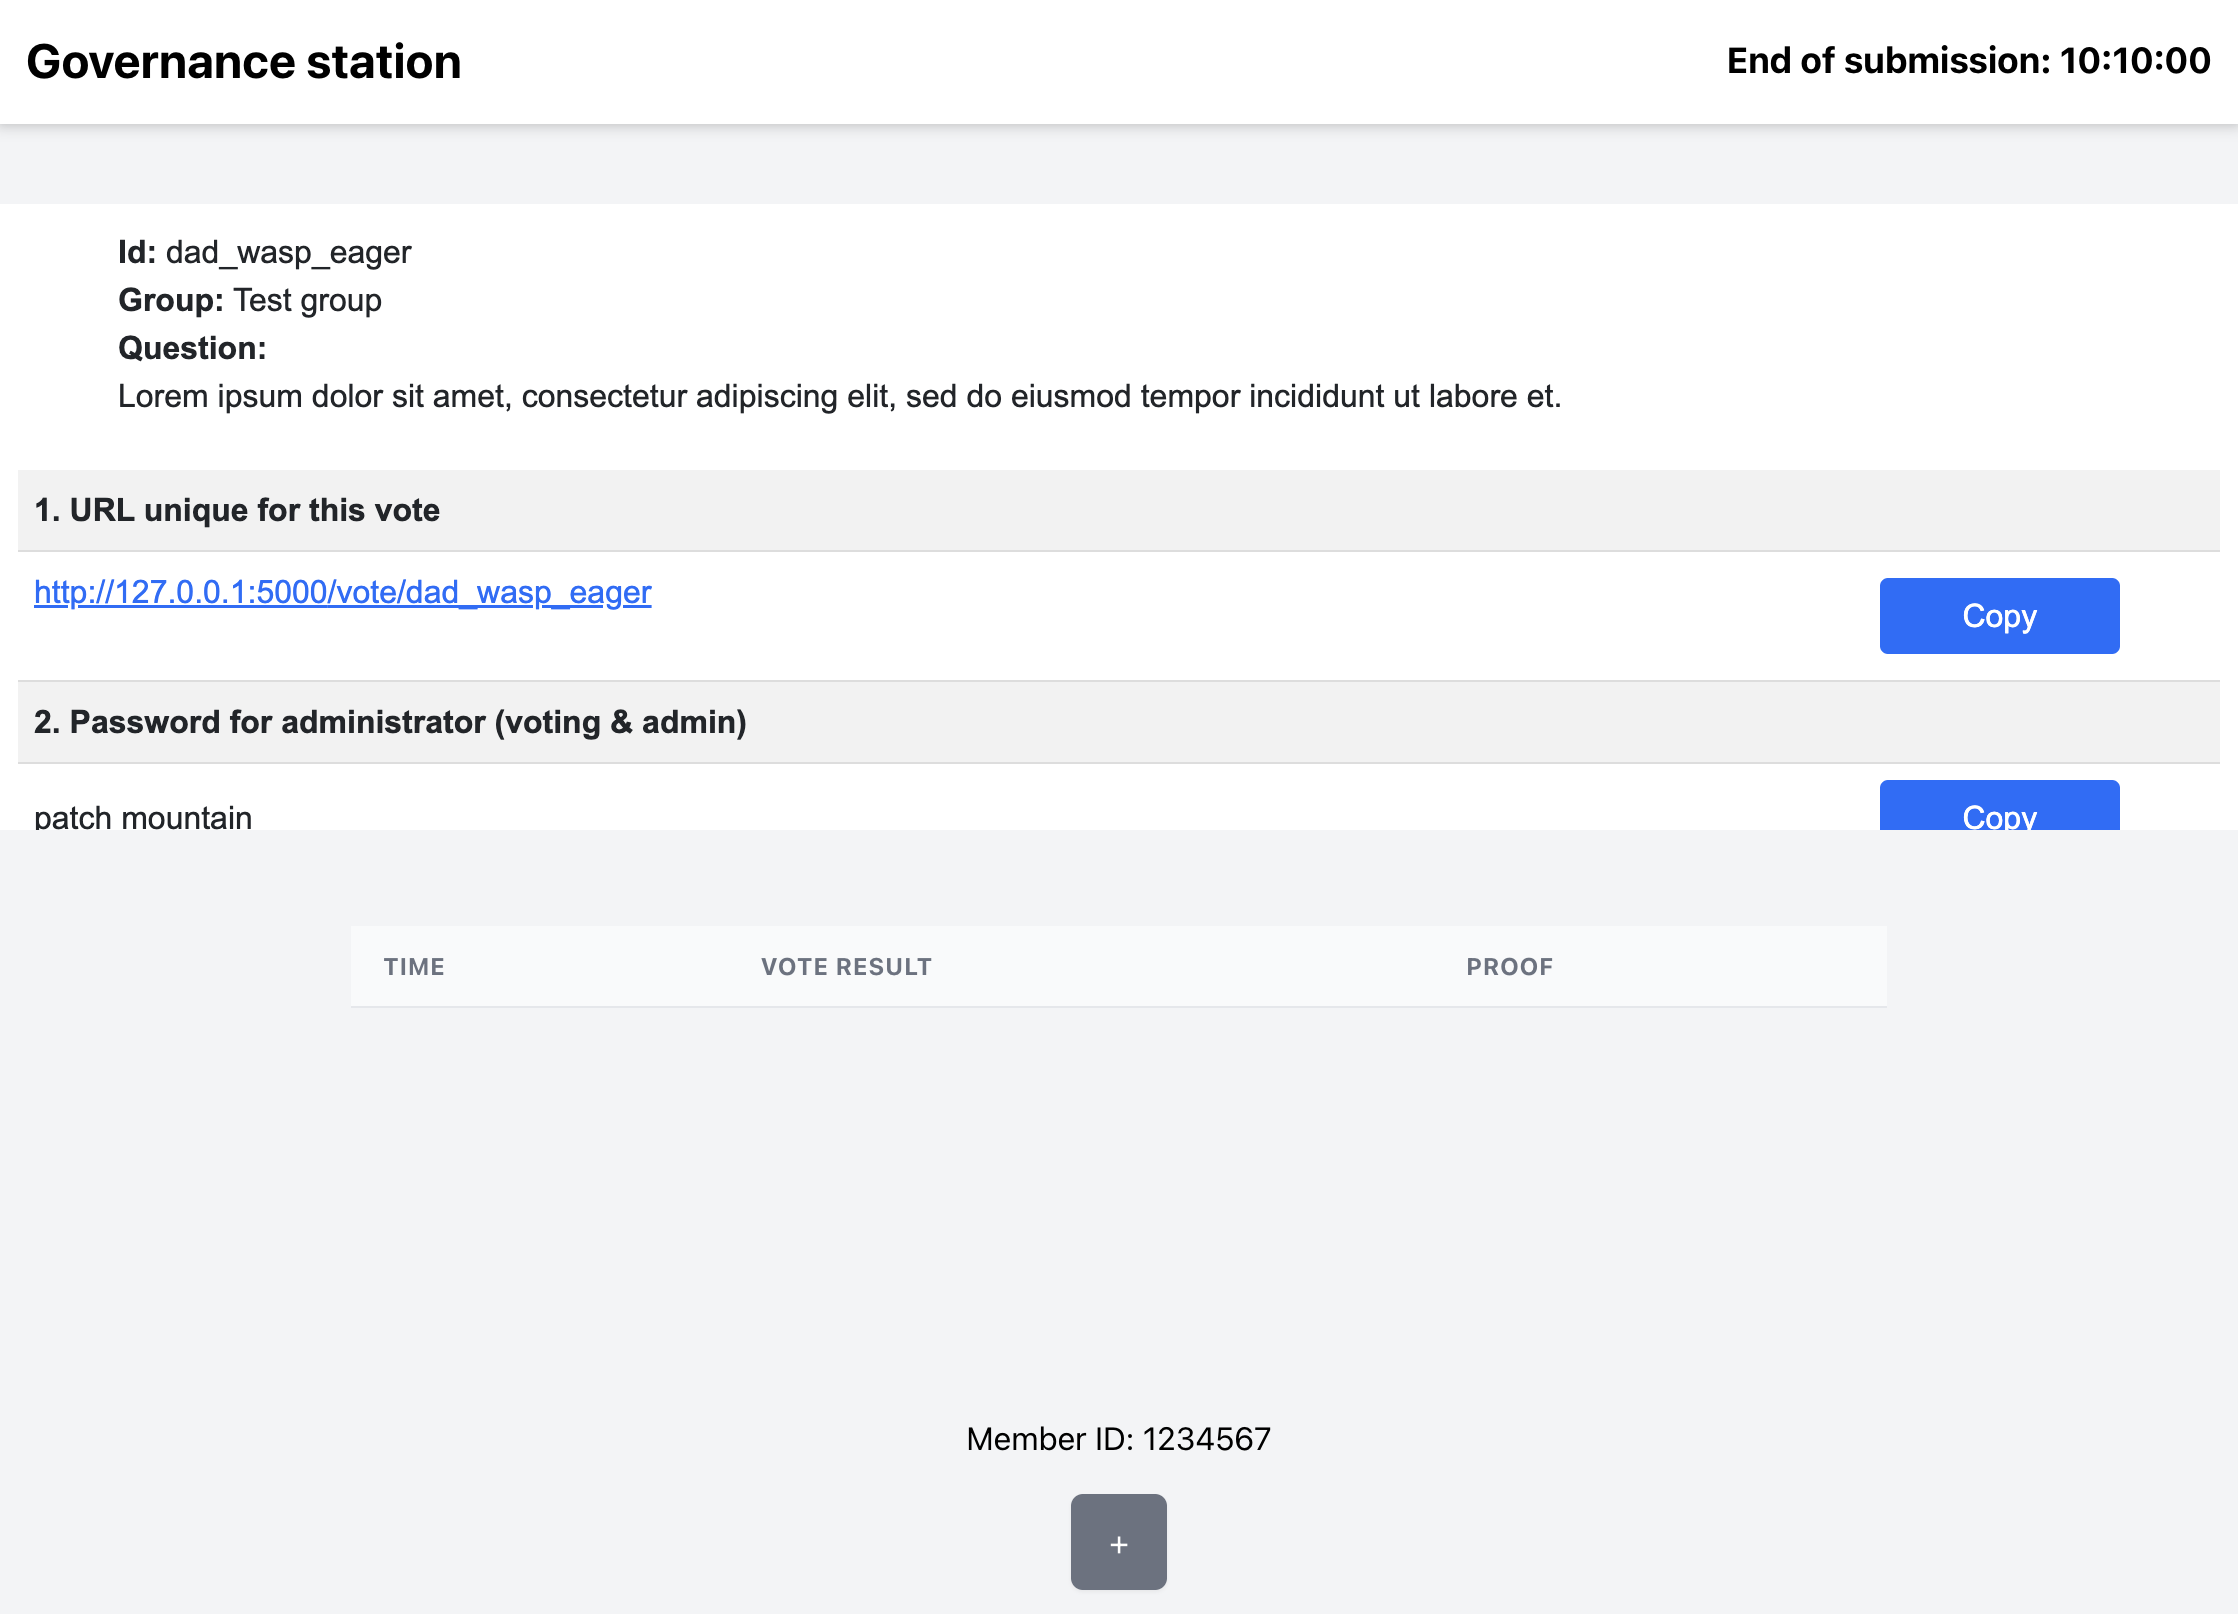 Governance station
End of submission: 10:10:00
Id: dad_wasp_eager
Group: Test group
Question:
Lorem ipsum dolor sit amet, consectetur adipiscing elit, sed do eiusmod tempor incididunt ut labore et.
1. URL unique for this vote
http://127.0.0.1:5000/vote/dad_wasp_eager
Copy
2. Password for administrator (voting & admin)
patch mountain
Copy
TIME VOTE RESULT PROOF
Member ID: 1234567
+